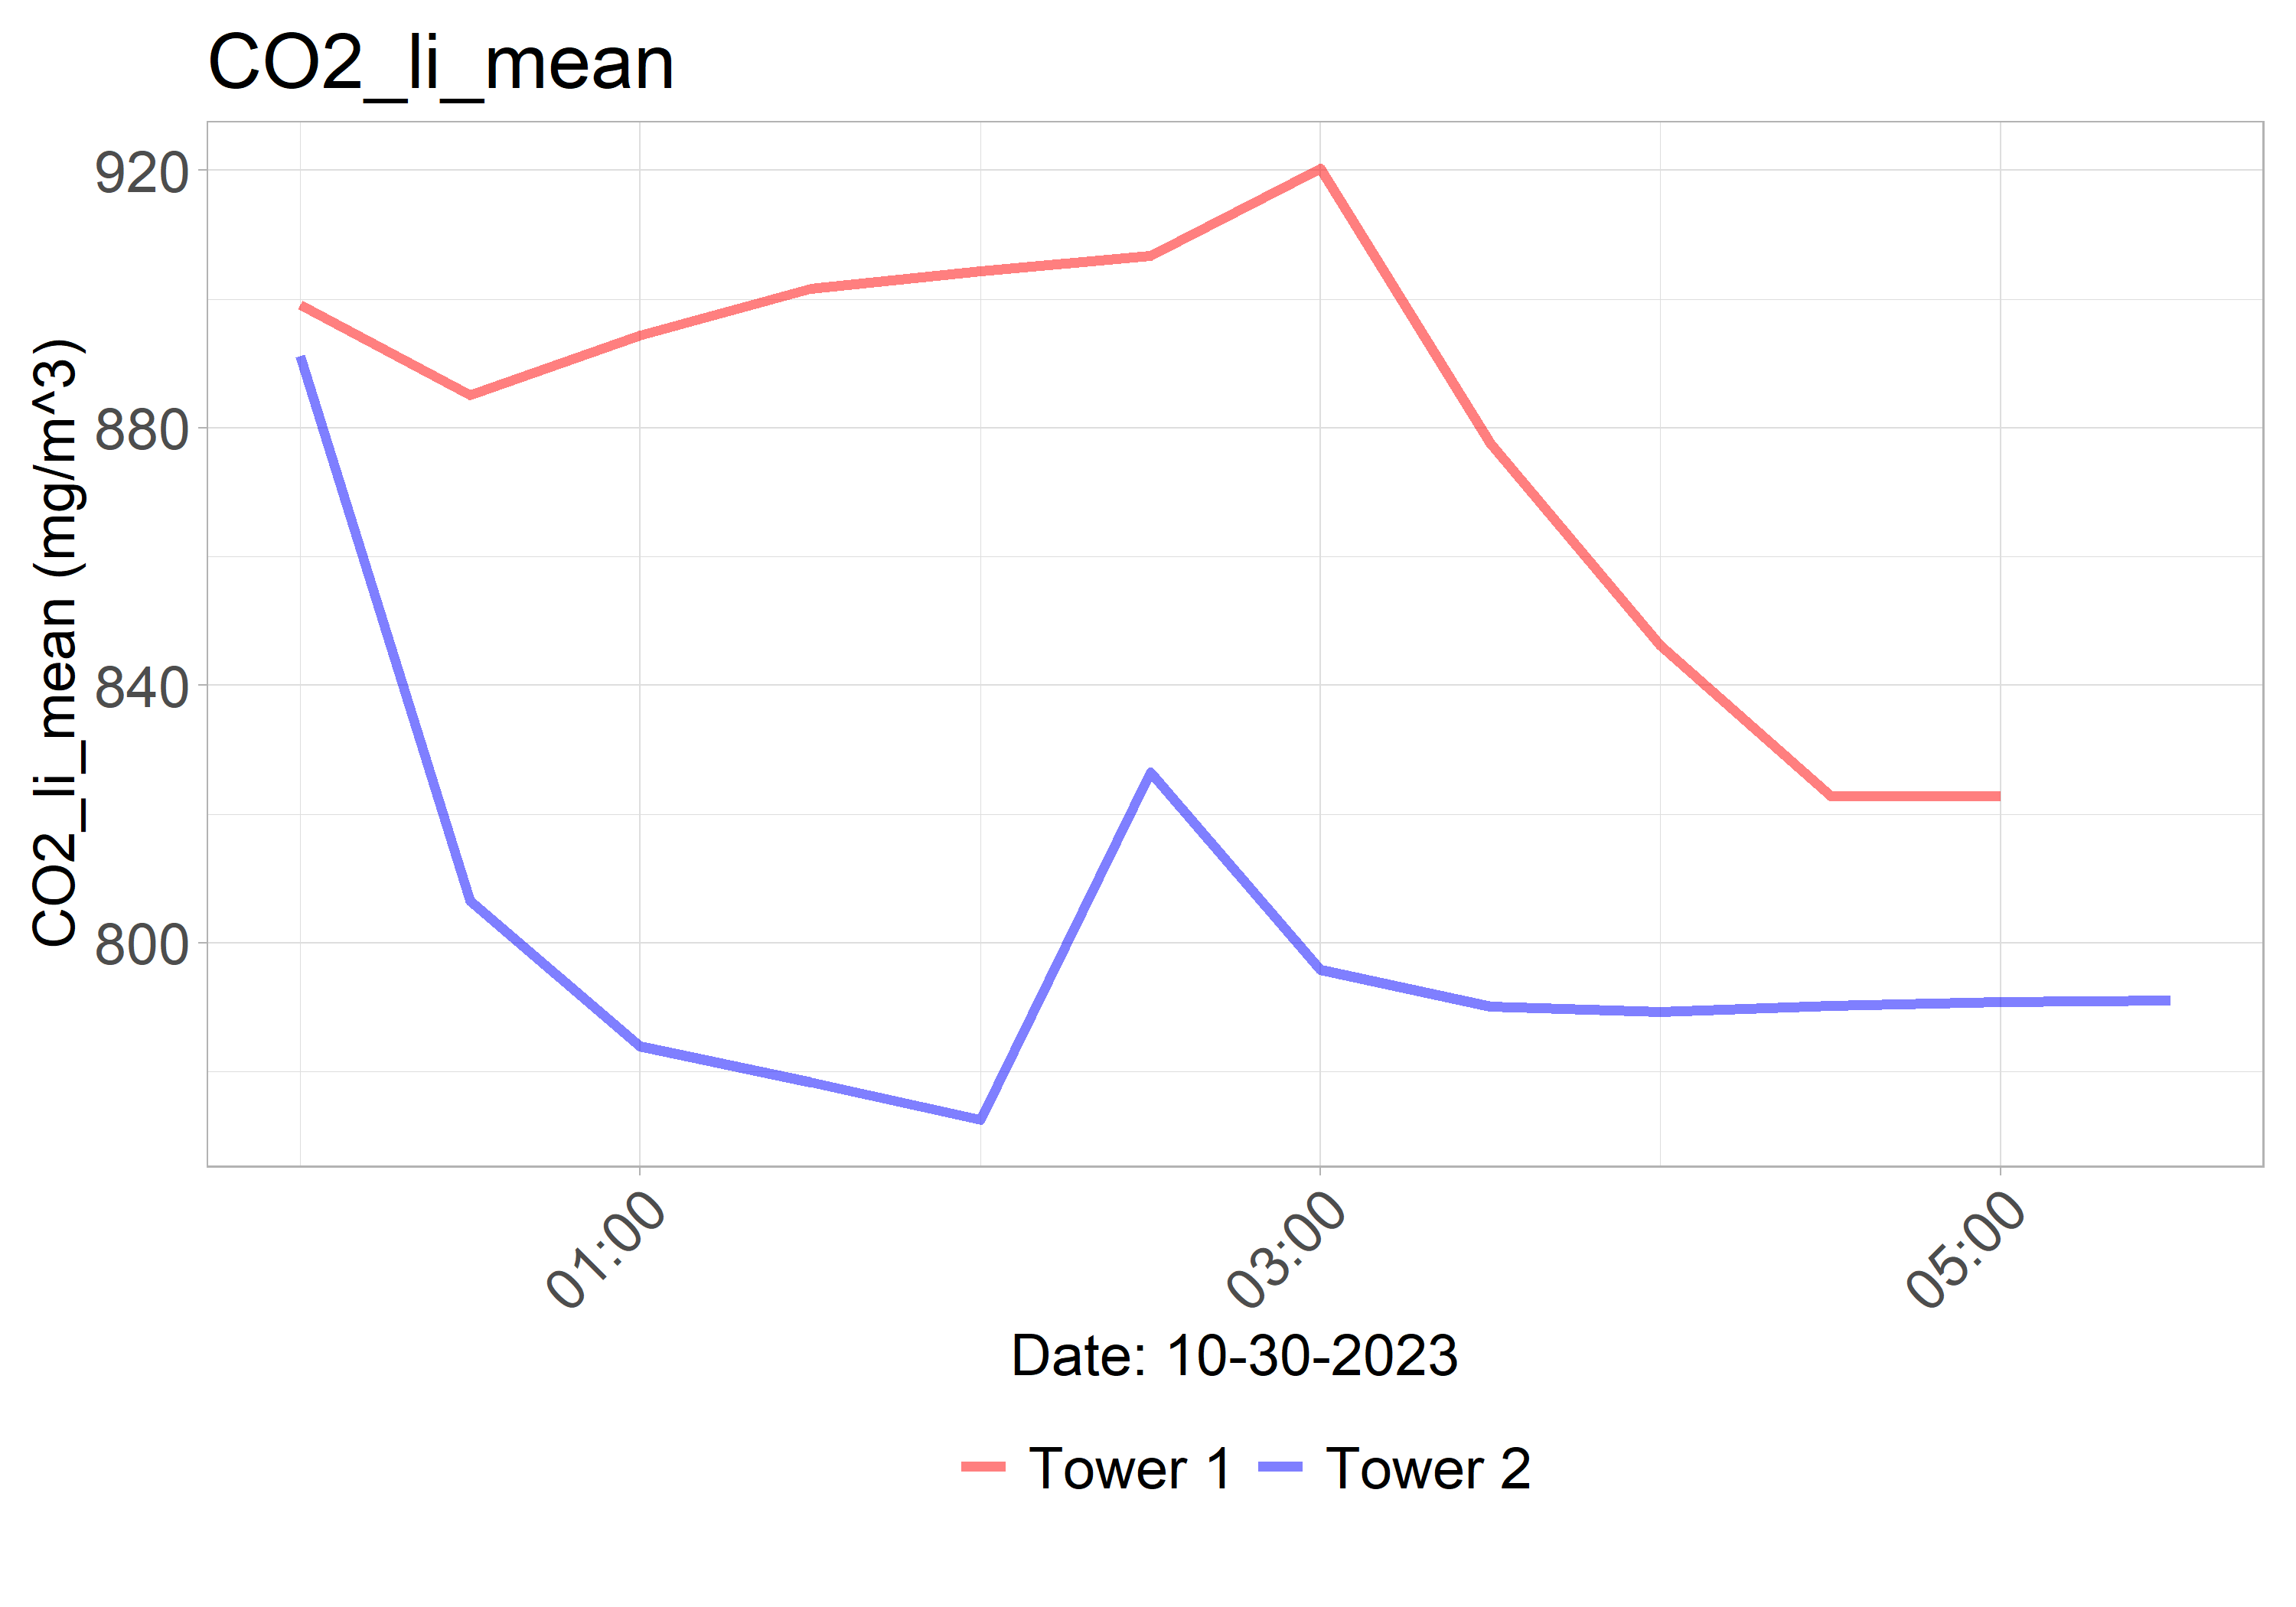 CO2_li_mean
CO2_li_mean (mg/m^3)
920
880
840
800
01:00
03:00
05:00
Date: 10-30-2023
Tower 1
Tower 2